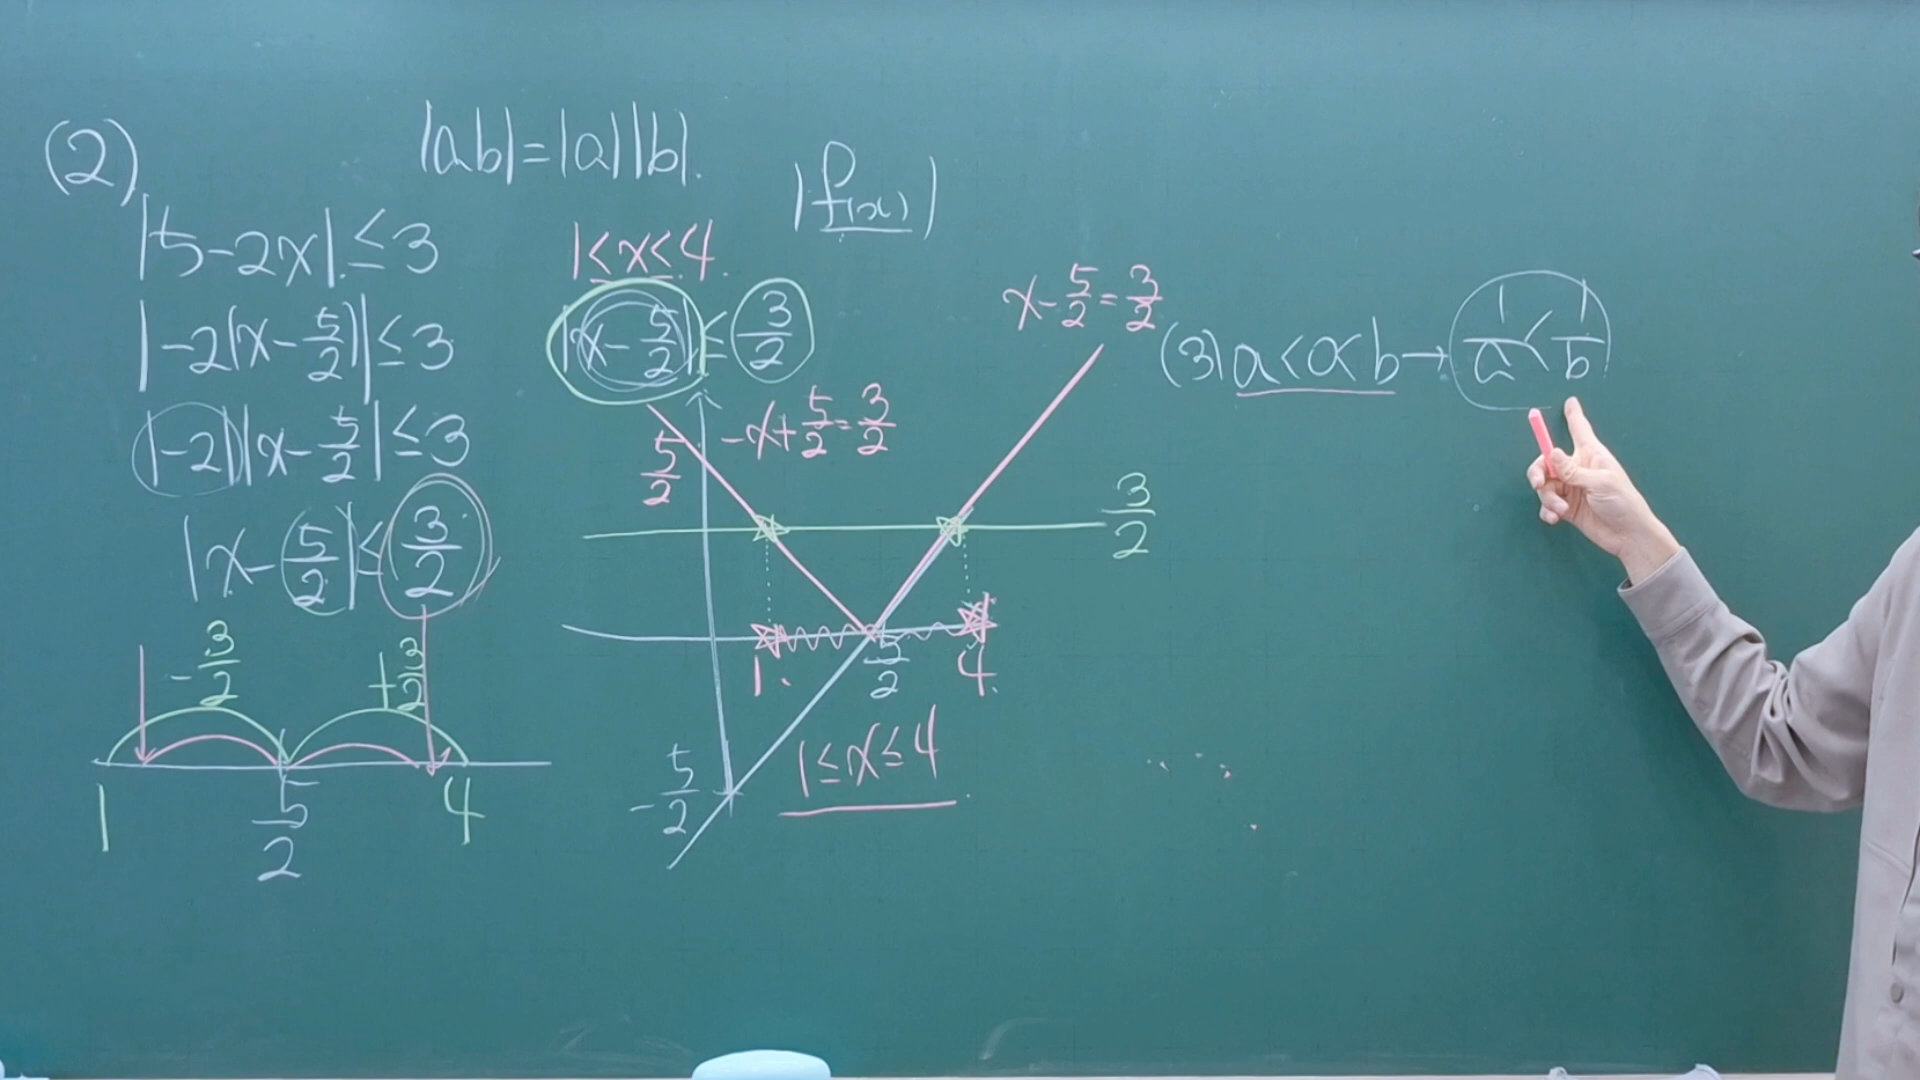 (2)
|5-2x|≤3
|-2(x-5/2)|≤3
|-2||x-5/2|≤3
|x-5/2|≤3/2
-3/2 +3/2
1 5/2 4
|ab|=|a||b|.
|f(x)|
1<x<4.
|x-5/2|≤3/2
5/2
-x+5/2=3/2
x-5/2=3/2
3/2
1. 5/2 4.
-5/2
1≤x≤4
(3) a<0<b→1/a<1/b